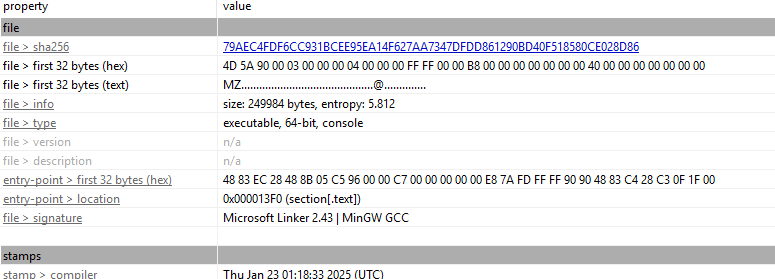 property value
file
file > sha256 79AEC4FDF6CC931BCEE95EA14F627AA7347DFDD861290BD40F518580CE028D86
file > first 32 bytes (hex) 4D 5A 90 00 03 00 00 00 04 00 00 00 FF FF 00 00 B8 00 00 00 00 00 00 00 40 00 00 00 00 00 00 00
file > first 32 bytes (text) MZ..............................................@..............
file > info size: 249984 bytes, entropy: 5.812
file > type executable, 64-bit, console
file > version n/a
file > description n/a
entry-point > first 32 bytes (hex) 48 83 EC 28 48 8B 05 C5 96 00 00 C7 00 00 00 00 00 E8 7A FD FF FF 90 90 48 83 C4 28 C3 0F 1F 00
entry-point > location 0x000013F0 (section[.text])
file > signature Microsoft Linker 2.43 | MinGW GCC
stamps
stamp > compiler Thu Jan 23 01:18:33 2025 (UTC)